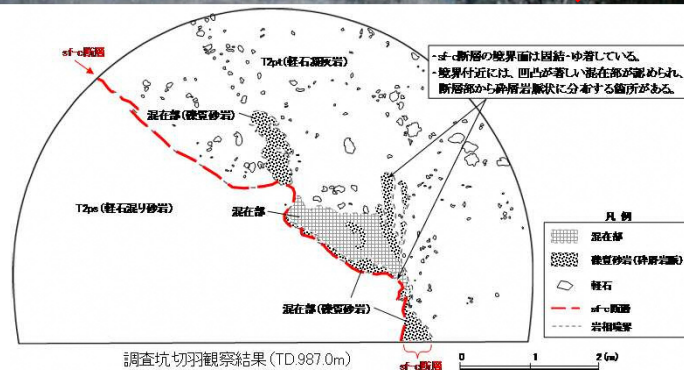 sf-c断層
T2pt(軽石凝灰岩)
・sf-c断層の境界面は固結・ゆ着している。
・境界付近には、凹凸が著しい混在部が認められ、
断層部から砕屑岩脈状に分布する箇所がある。
混在部(礫質砂岩)
T2ps(軽石混り砂岩)
混在部
混在部(礫質砂岩)
凡 例
混在部
礫質砂岩(砕屑岩脈)
軽石
sf-c断層
岩相境界
調査坑切羽観察結果(TD.987.0m)
sf-c断層
0 1 2(m)